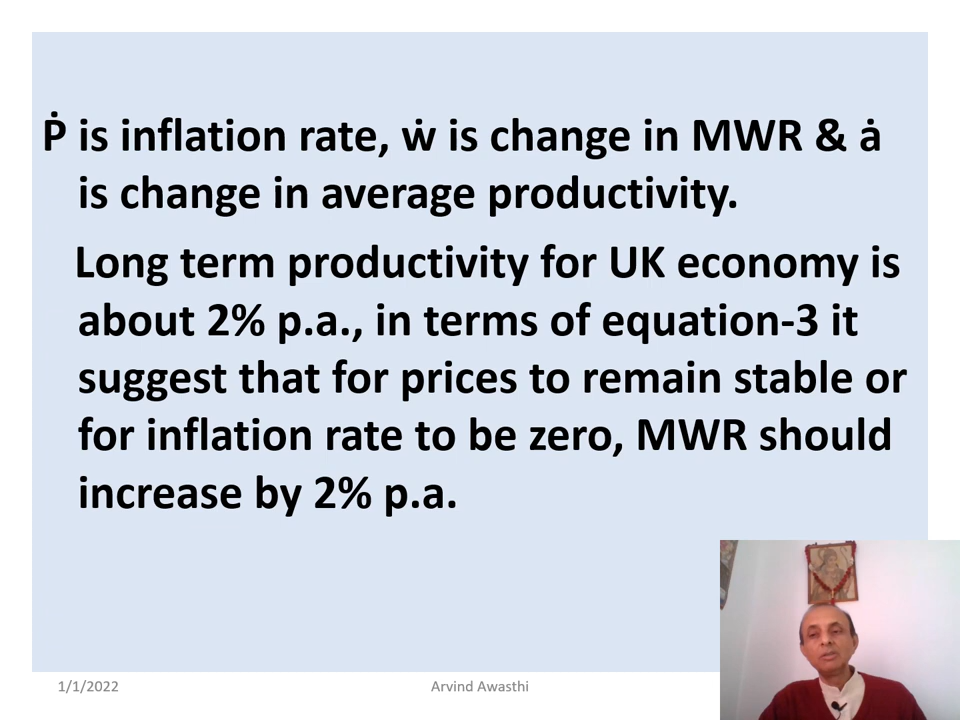 Ṗ is inflation rate, ẇ is change in MWR & ȧ
is change in average productivity.
Long term productivity for UK economy is
about 2% p.a., in terms of equation-3 it
suggest that for prices to remain stable or
for inflation rate to be zero, MWR should
increase by 2% p.a.
1/1/2022
Arvind Awasthi